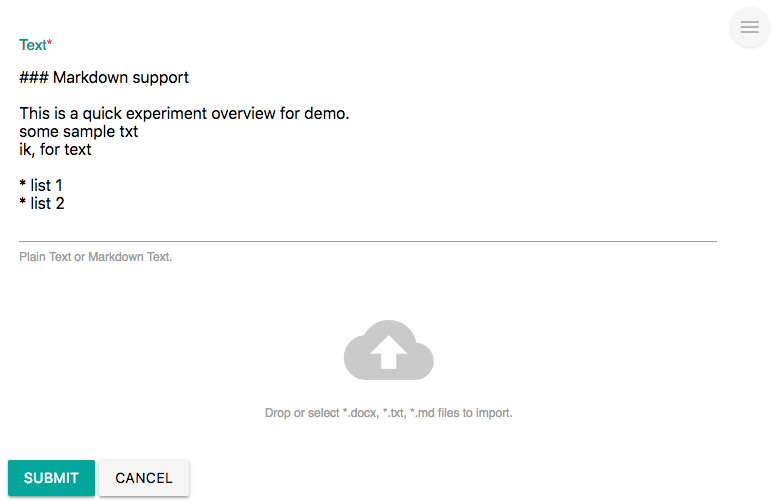 Text*
### Markdown support
This is a quick experiment overview for demo.
some sample txt
ik, for text
* list 1
* list 2
Plain Text or Markdown Text.
Drop or select *.docx, *.txt, *.md files to import.
SUBMIT CANCEL